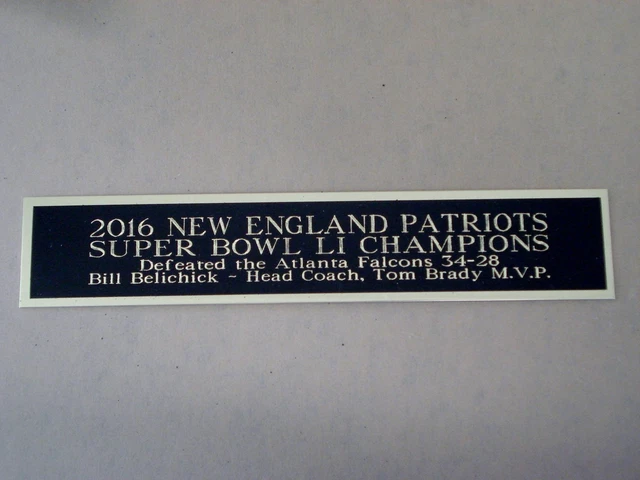 2016 NEW ENGLAND PATRIOTS
SUPER BOWL LI CHAMPIONS
Defeated the Atlanta Falcons 34-28
Bill Belichick ~ Head Coach, Tom Brady M.V.P.